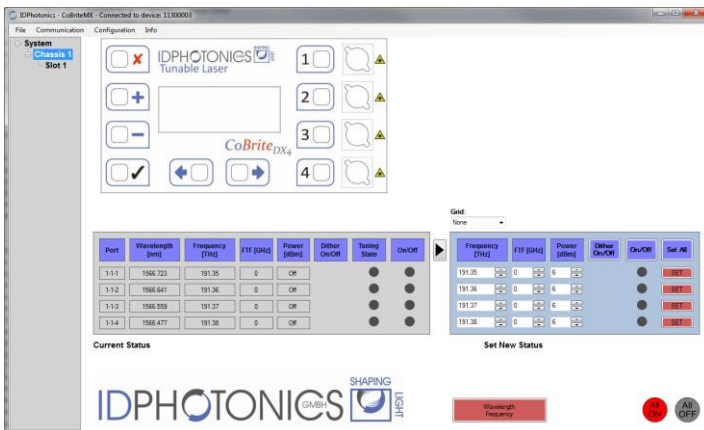 IDPhotonics - CoBriteMX - Connected to device: 11300003
File Communication Configuration Info
System
Chassis 1
Slot 1
IDPHOTONICS SHAPING
Tunable Laser
1
2
3
4
CoBrite DX4
Grid:
None
Port Wavelength [nm] Frequency [THz] FTF [GHz] Power [dBm] Dither On/Off Tuning State On/Off
1-1-1 1566.723 191.35 0 Off
1-1-2 1566.641 191.36 0 Off
1-1-3 1566.559 191.37 0 Off
1-1-4 1566.477 191.38 0 Off
Current Status
Frequency [THz] FTF [GHz] Power [dBm] Dither On/Off On/Off Set All
191.35 0 6 SET
191.36 0 6 SET
191.37 0 6 SET
191.38 0 6 SET
Set New Status
IDPHOTONICS GMBH SHAPING LIGHT
Wavelength
Frequency
All ON
All OFF